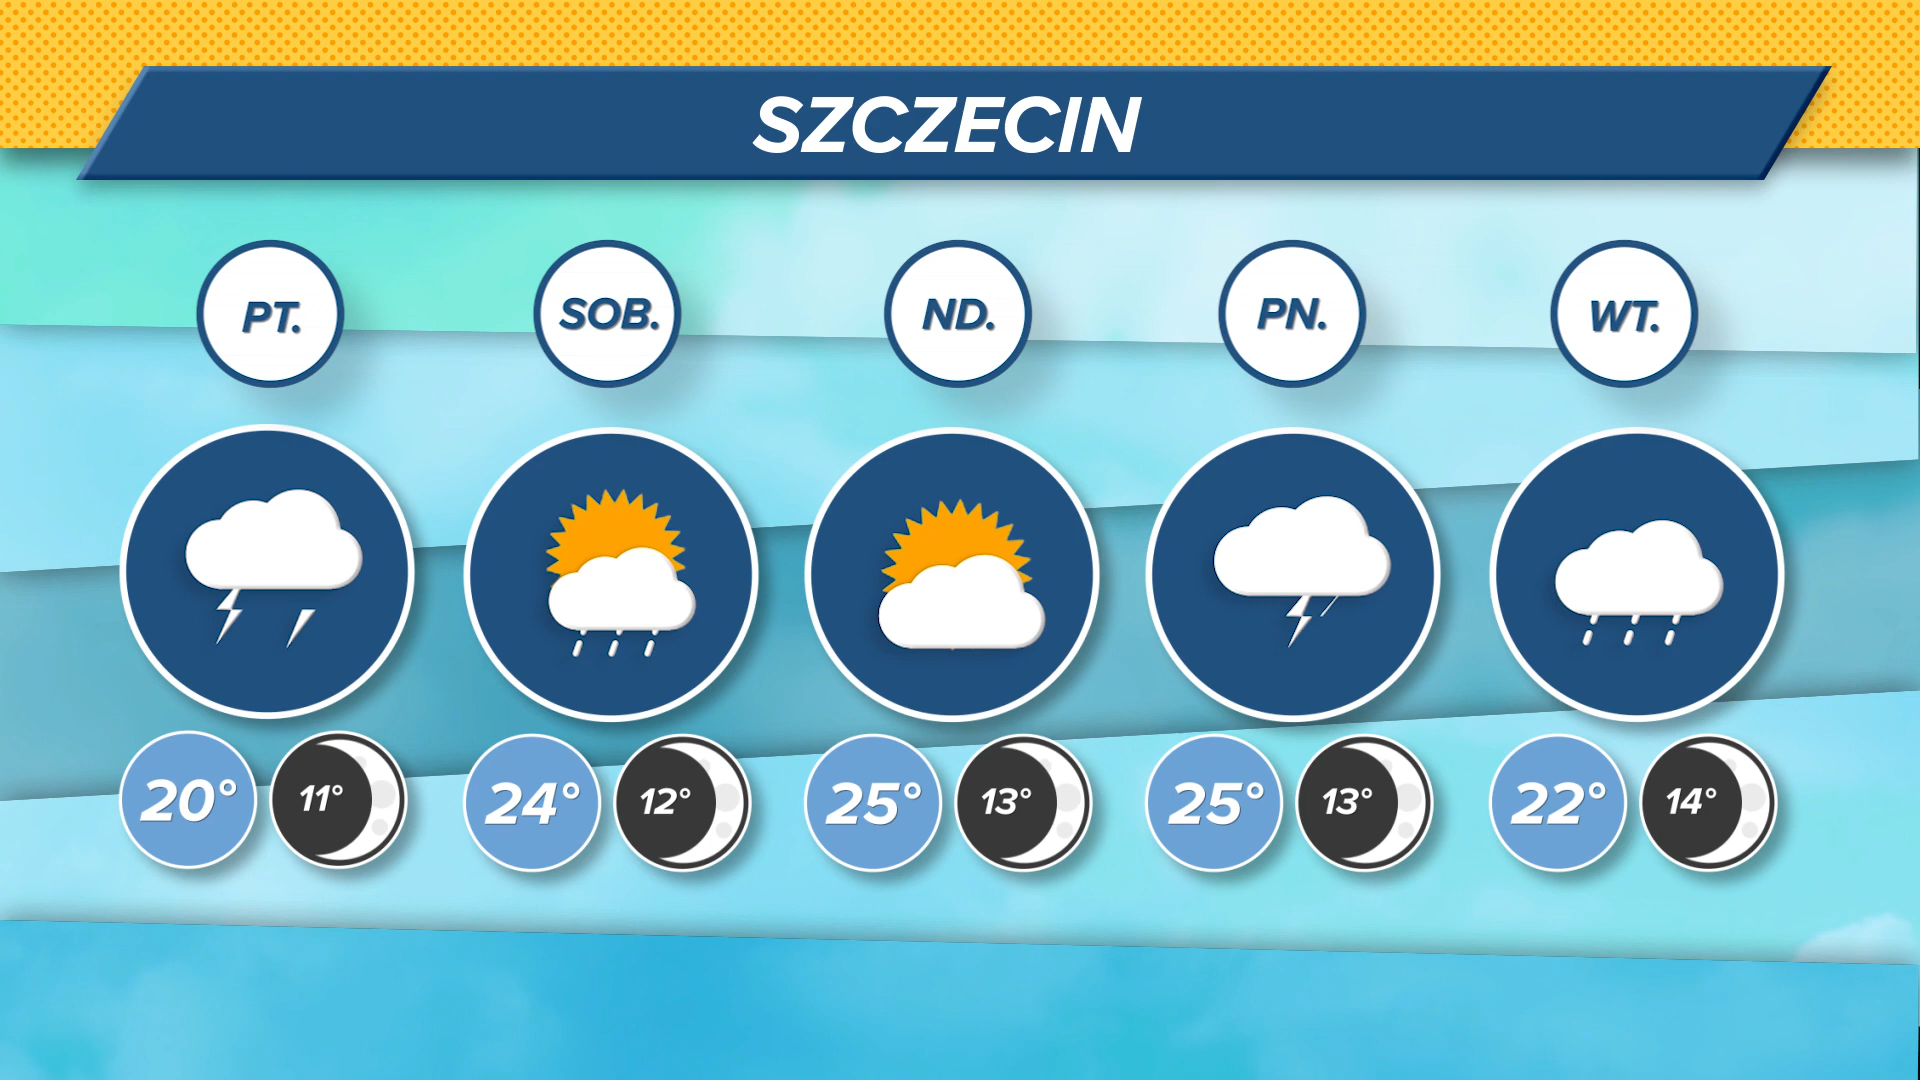 SZCZECIN
PT. SOB. ND. PN. WT.
20° 11° 24° 12° 25° 13° 25° 13° 22° 14°